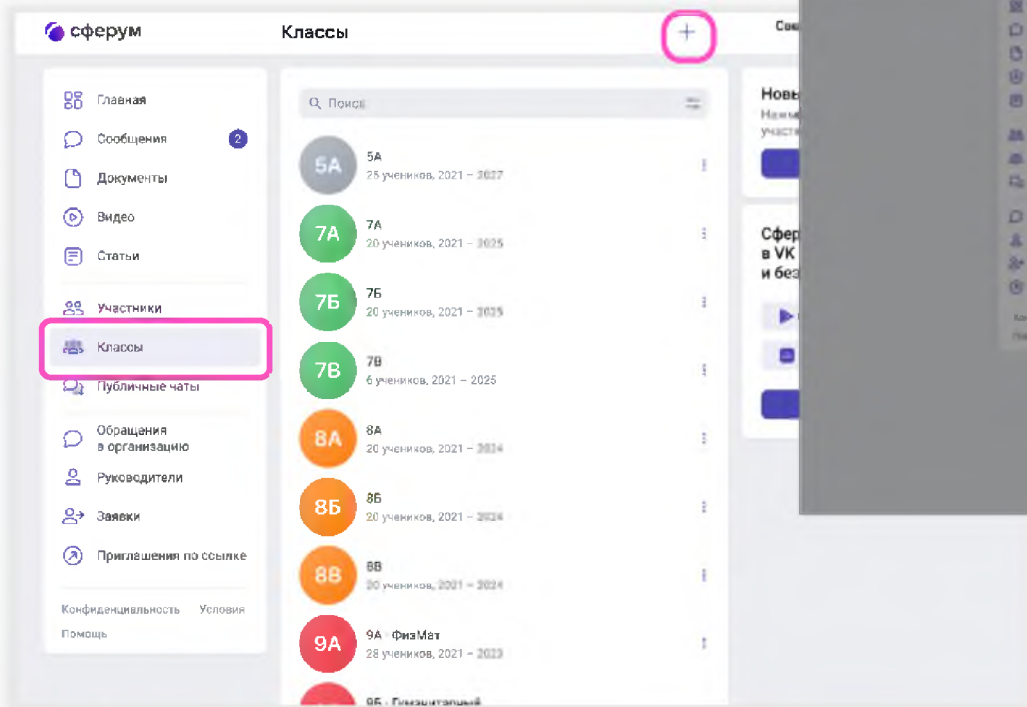 сферум
Классы
Главная
Сообщения
2
Документы
Видео
Статьи
Участники
Классы
Публичные чаты
Обращения
в организацию
Руководители
Заявки
Приглашения по ссылке
Конфиденциальность Условия
Помощь
Поиск
5А
5А
25 учеников, 2021 – 2027
7А
7А
20 учеников, 2021 – 2025
7Б
7Б
20 учеников, 2021 – 2025
7В
7В
6 учеников, 2021 – 2025
8А
8А
20 учеников, 2021 – 2024
8Б
8Б
20 учеников, 2021 – 2024
8В
8В
20 учеников, 2021 – 2024
9А
9А · ФизМат
28 учеников, 2021 – 2023
9Б · Гуманитарный
Новы
Сфер
в VK
и без